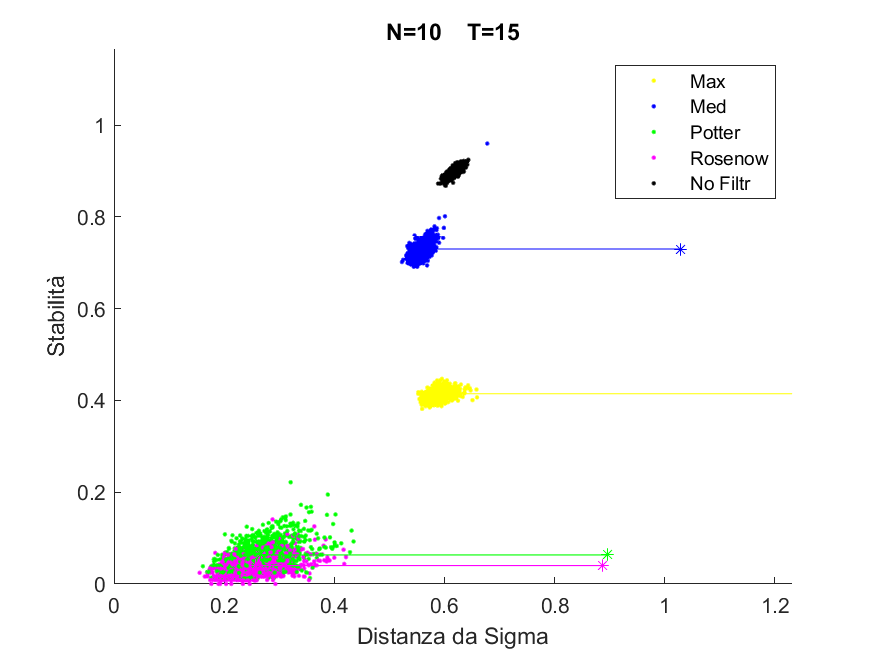 N=10 T=15
Max
Med
Potter
Rosenow
No Filtr
1
0.8
0.6
0.4
0.2
0
Stabilità
0 0.2 0.4 0.6 0.8 1 1.2
Distanza da Sigma